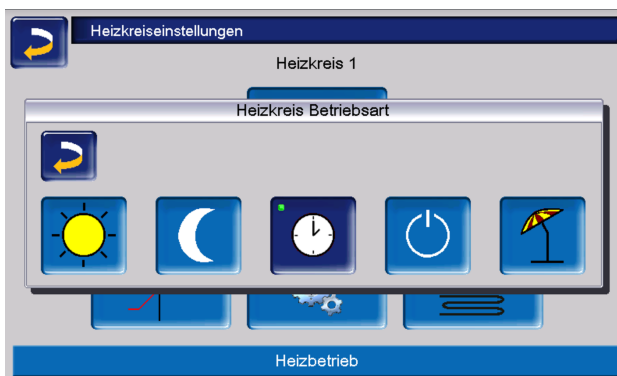 Heizkreiseinstellungen
Heizkreis 1
Heizkreis Betriebsart
Heizbetrieb